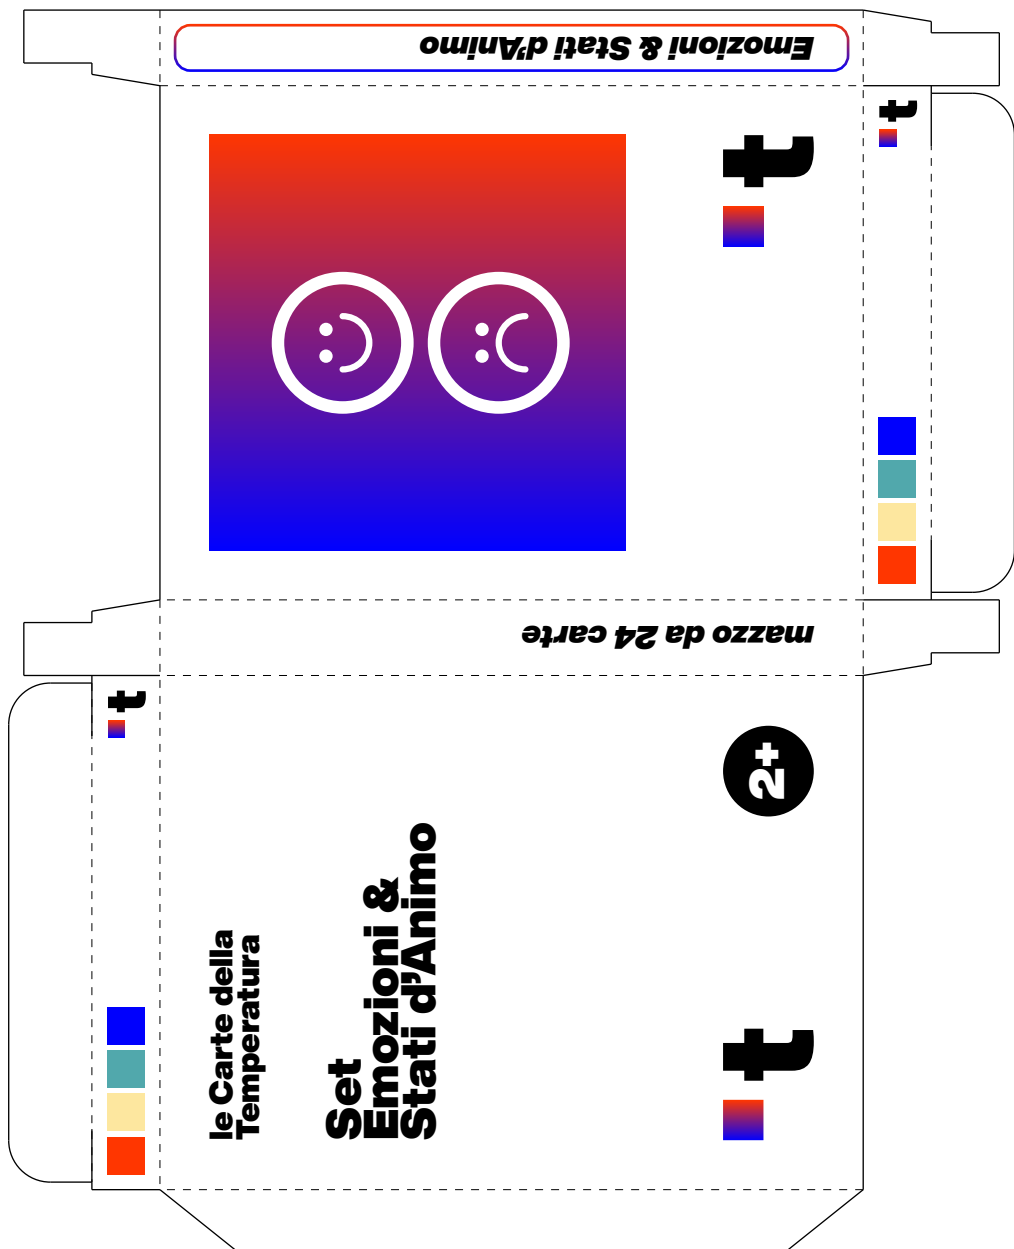 Emozioni & Stati d'Animo
t
t
mazzo da 24 carte
t
2+
le Carte della
Temperatura
Set
Emozioni &
Stati d'Animo
t